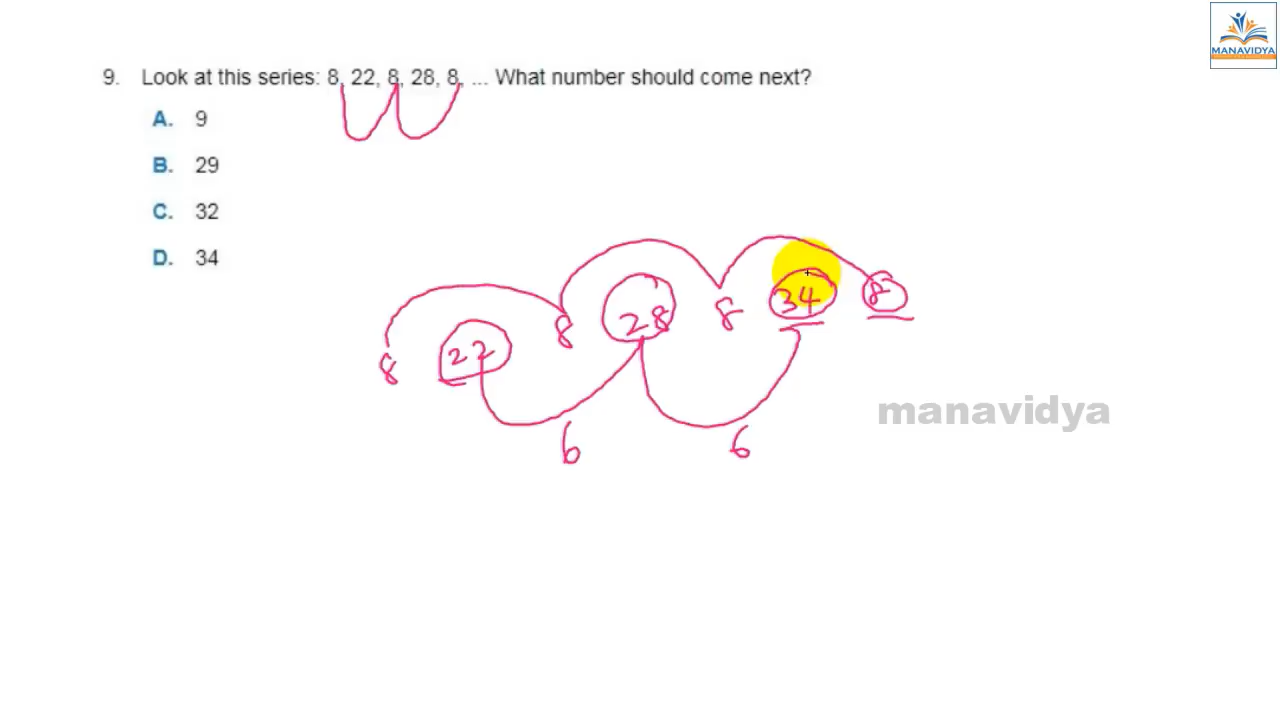 MANAVIDYA
9. Look at this series: 8, 22, 8, 28, 8, ... What number should come next?
A. 9
B. 29
C. 32
D. 34
8 22 8 28 8 34 8
6 6
manavidya